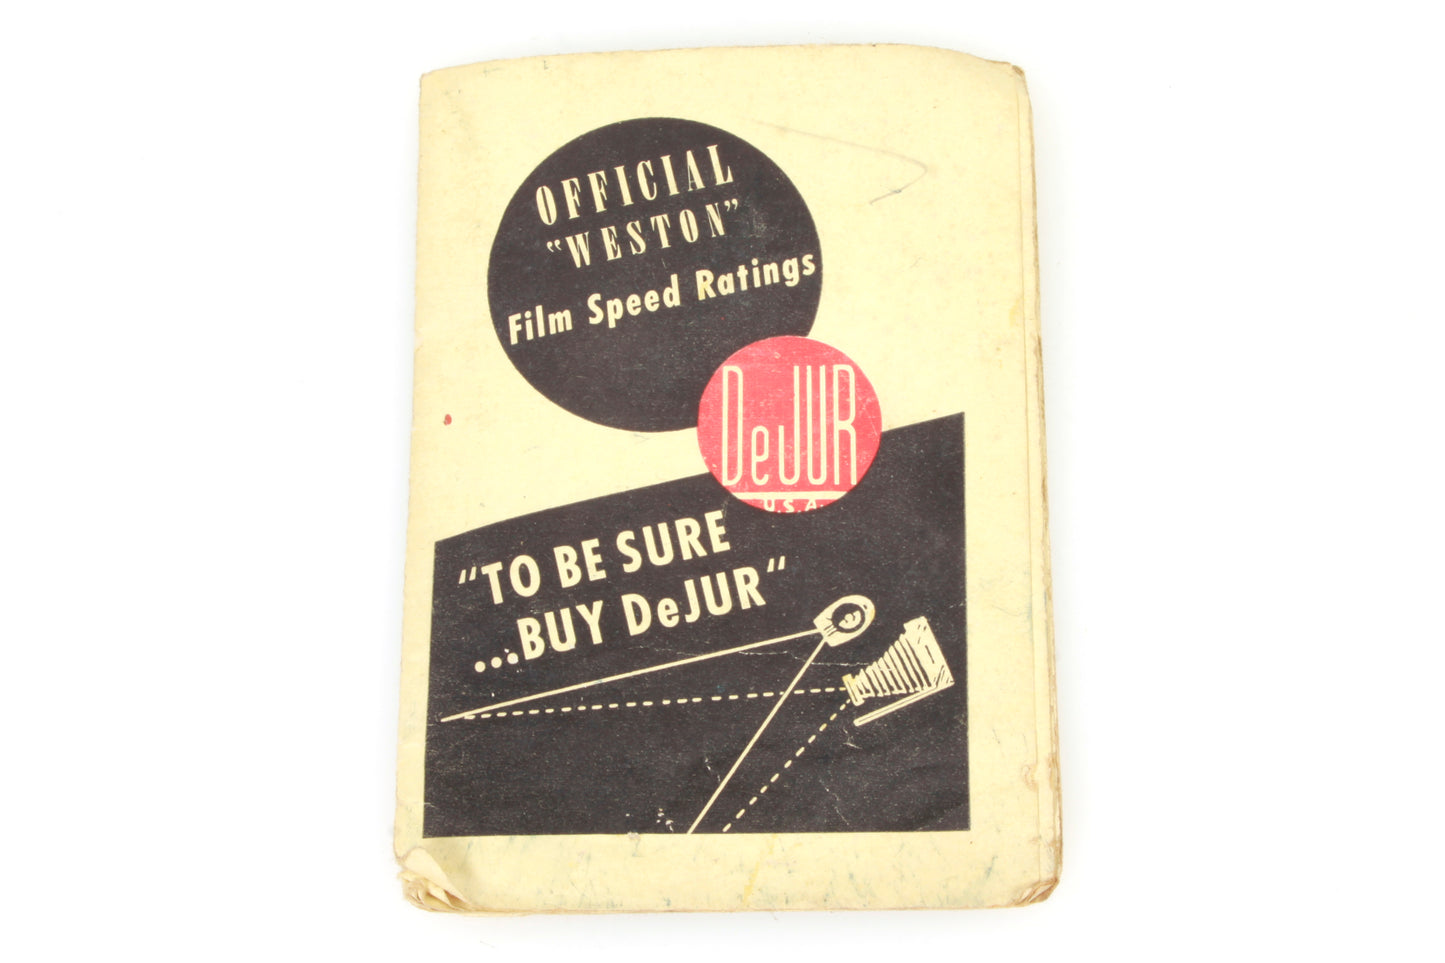 OFFICIAL
"WESTON"
Film Speed Ratings
DeJUR
U.S.A.
"TO BE SURE
...BUY DeJUR"